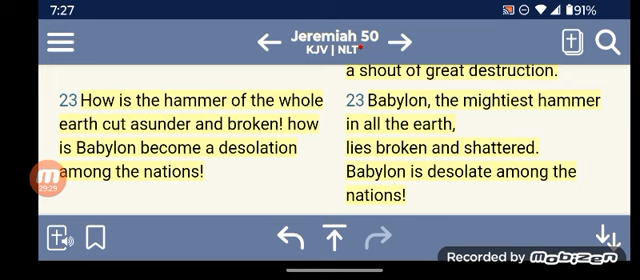 7:27
91%
Jeremiah 50
KJV | NLT
a shout of great destruction.
23 How is the hammer of the whole
earth cut asunder and broken! how
is Babylon become a desolation
among the nations!
23 Babylon, the mightiest hammer
in all the earth,
lies broken and shattered.
Babylon is desolate among the
nations!
M
29:29
Recorded by Mobizen